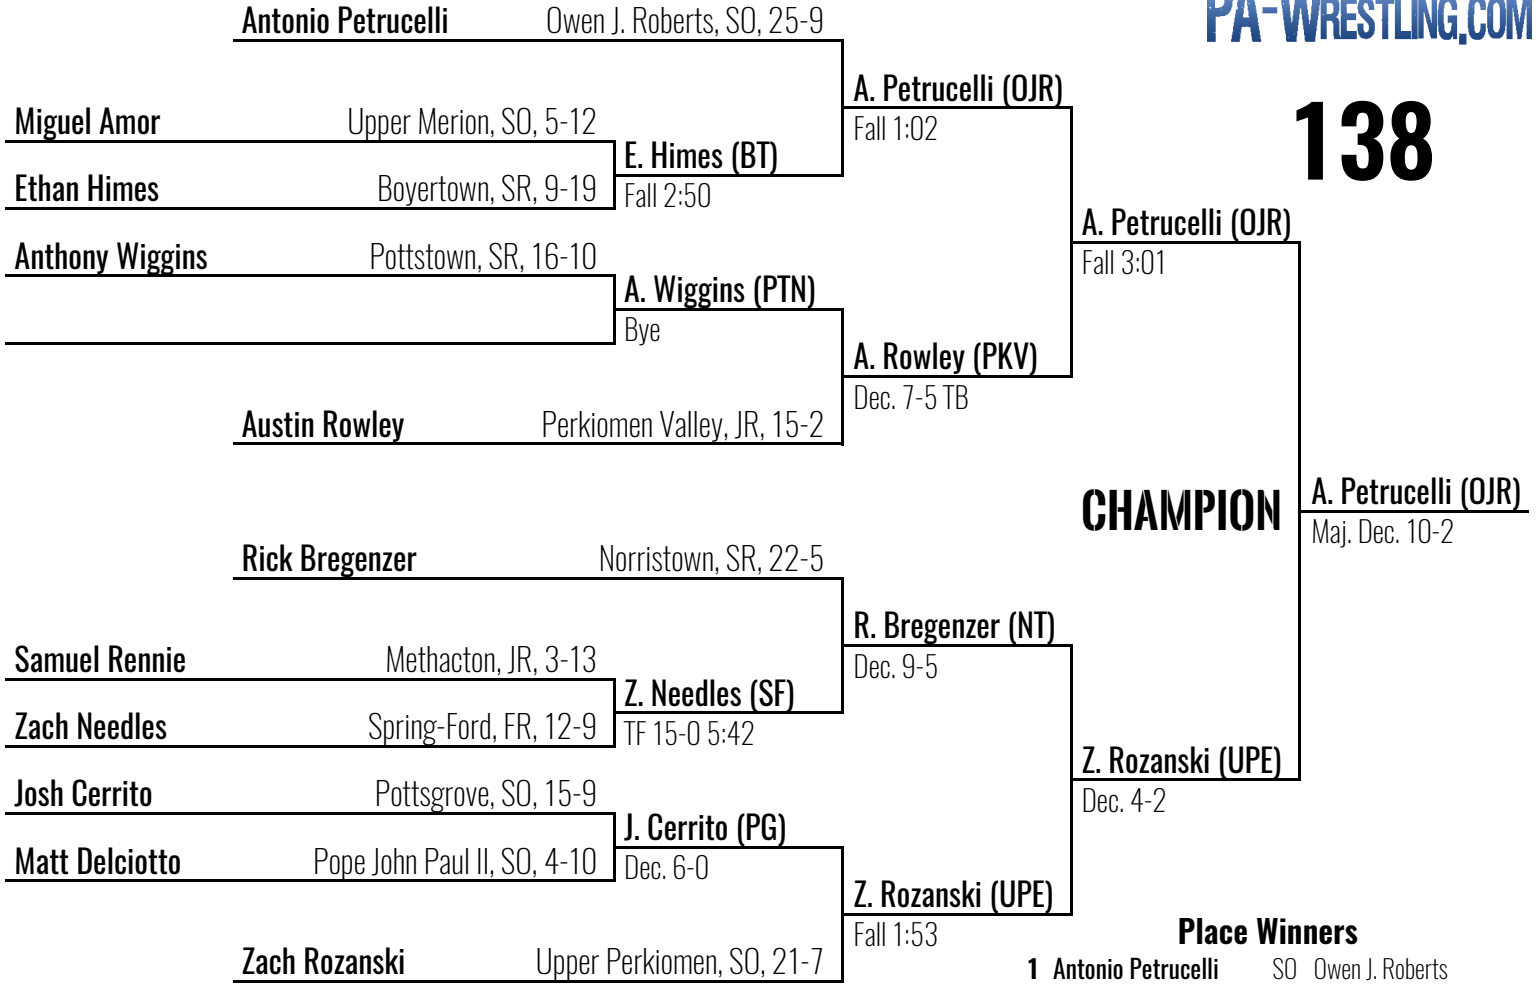 PA-WRESTLING.COM
138
Antonio Petrucelli Owen J. Roberts, SO, 25-9
A. Petrucelli (OJR)
Fall 1:02
Miguel Amor Upper Merion, SO, 5-12
E. Himes (BT)
Fall 2:50
Ethan Himes Boyertown, SR, 9-19
A. Petrucelli (OJR)
Fall 3:01
Anthony Wiggins Pottstown, SR, 16-10
A. Wiggins (PTN)
Bye
A. Rowley (PKV)
Dec. 7-5 TB
Austin Rowley Perkiomen Valley, JR, 15-2
CHAMPION
A. Petrucelli (OJR)
Maj. Dec. 10-2
Rick Bregenzer Norristown, SR, 22-5
R. Bregenzer (NT)
Dec. 9-5
Samuel Rennie Methacton, JR, 3-13
Z. Needles (SF)
TF 15-0 5:42
Zach Needles Spring-Ford, FR, 12-9
Z. Rozanski (UPE)
Dec. 4-2
Josh Cerrito Pottsgrove, SO, 15-9
J. Cerrito (PG)
Dec. 6-0
Matt Delciotto Pope John Paul II, SO, 4-10
Z. Rozanski (UPE)
Fall 1:53
Zach Rozanski Upper Perkiomen, SO, 21-7
Place Winners
1 Antonio Petrucelli SO Owen J. Roberts